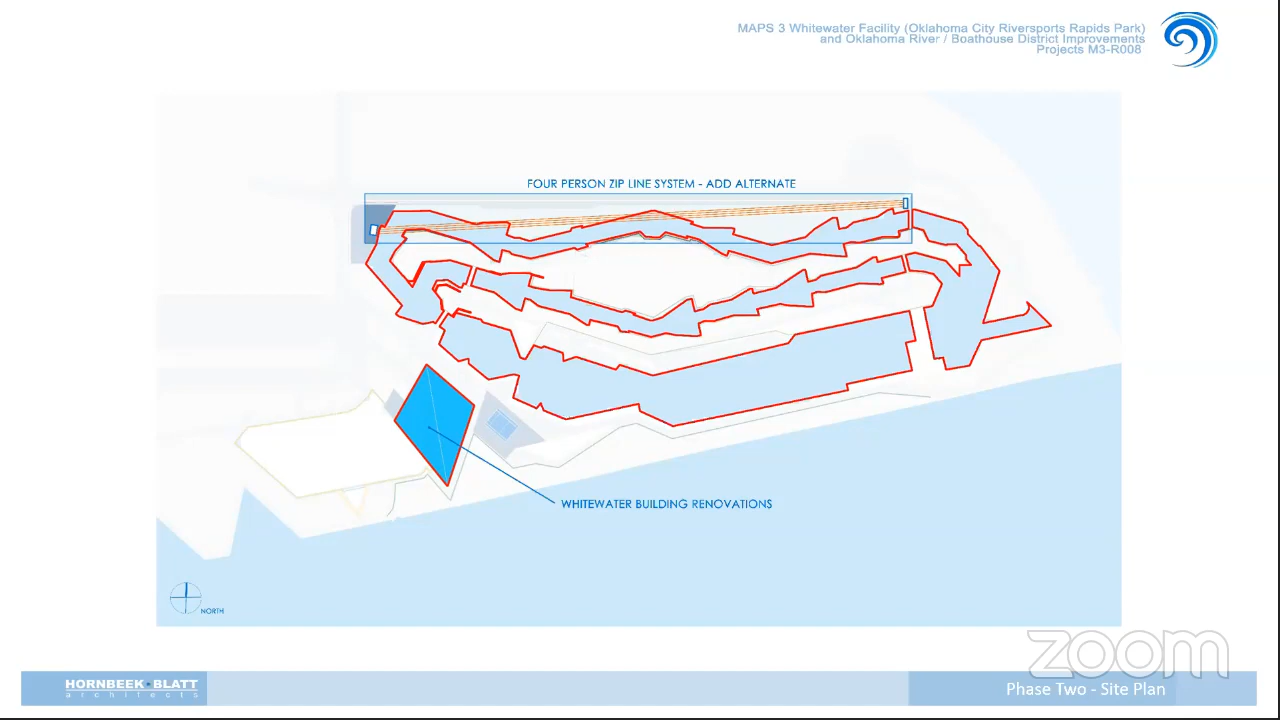 MAPS 3 Whitewater Facility (Oklahoma City Riversports Rapids Park)
and Oklahoma River / Boathouse District Improvements
Projects M3-R008
FOUR PERSON ZIP LINE SYSTEM - ADD ALTERNATE
WHITEWATER BUILDING RENOVATIONS
NORTH
zoom
HORNBEEK•BLATT
architects
Phase Two - Site Plan